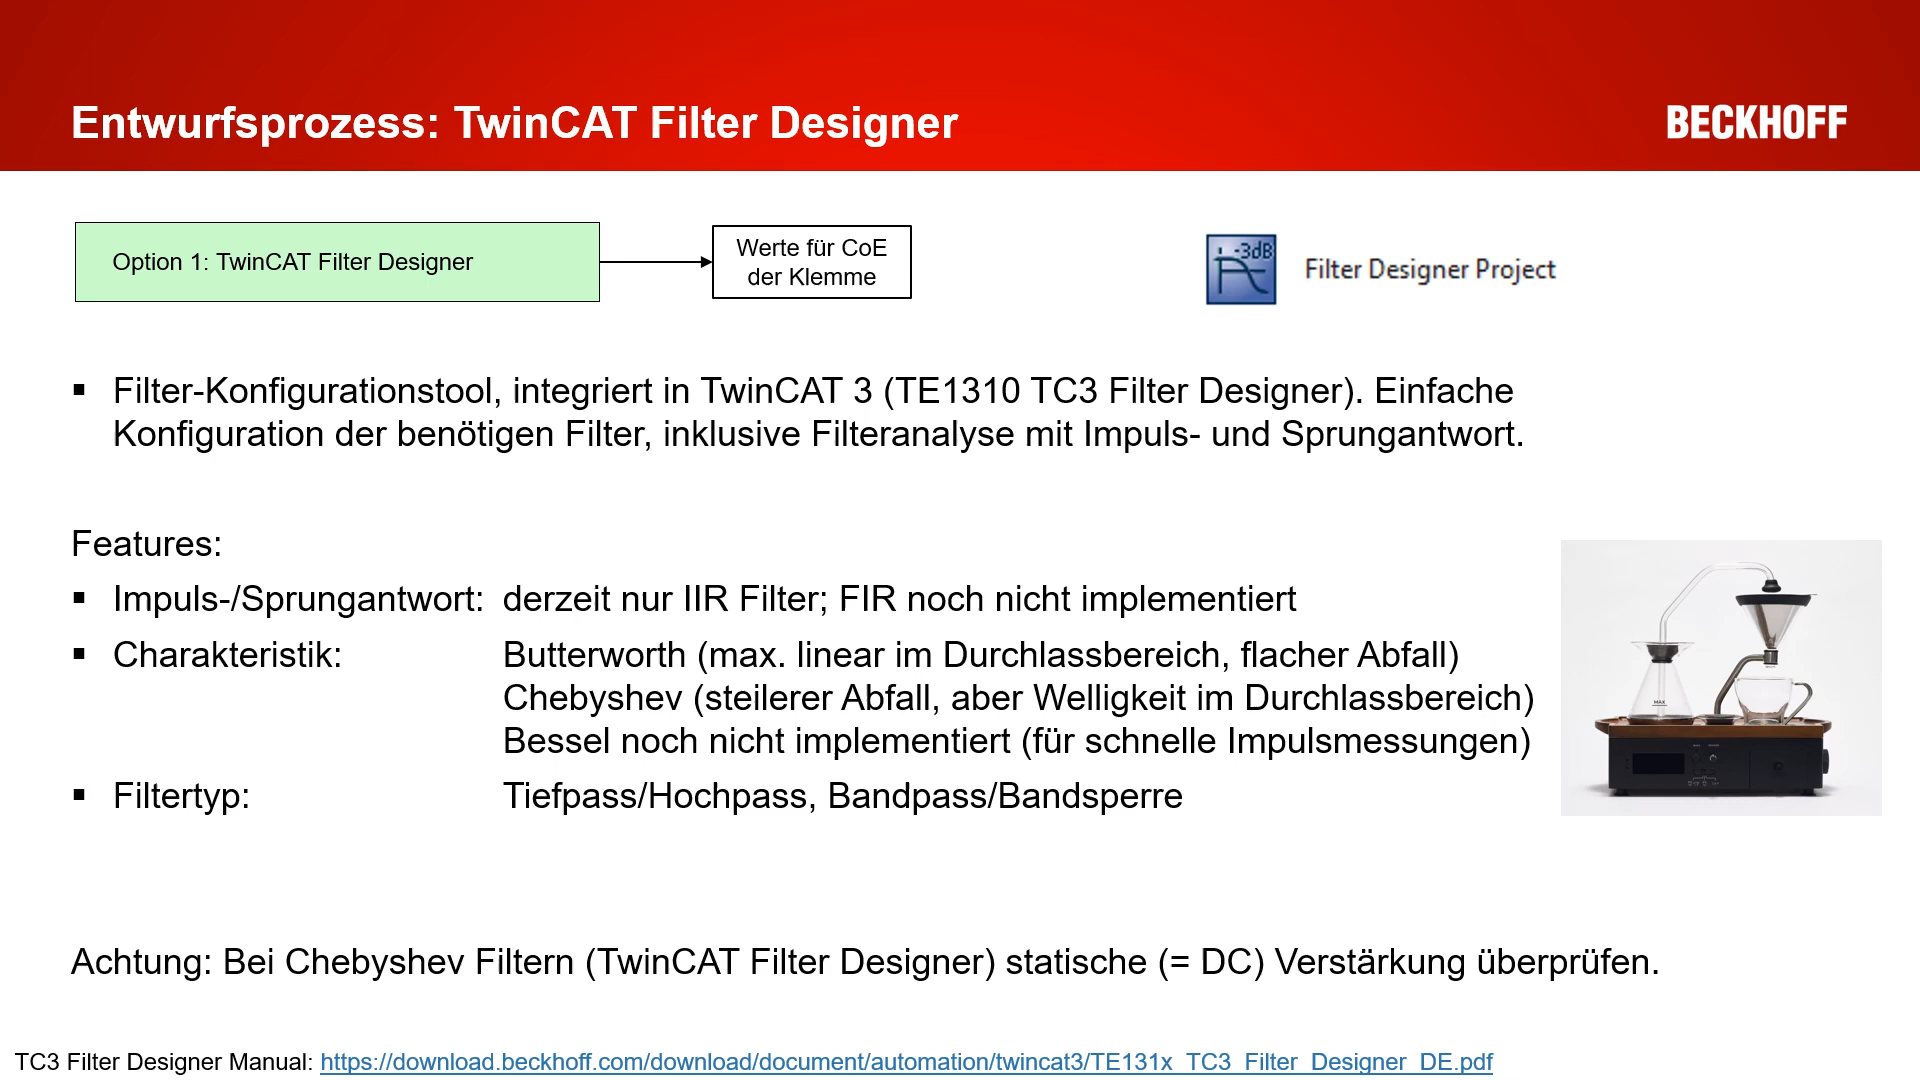 Entwurfsprozess: TwinCAT Filter Designer
BECKHOFF
Option 1: TwinCAT Filter Designer
Werte für CoE
der Klemme
-3dB
Filter Designer Project
▪ Filter-Konfigurationstool, integriert in TwinCAT 3 (TE1310 TC3 Filter Designer). Einfache
Konfiguration der benötigen Filter, inklusive Filteranalyse mit Impuls- und Sprungantwort.
Features:
▪ Impuls-/Sprungantwort: derzeit nur IIR Filter; FIR noch nicht implementiert
▪ Charakteristik: Butterworth (max. linear im Durchlassbereich, flacher Abfall)
Chebyshev (steilerer Abfall, aber Welligkeit im Durchlassbereich)
Bessel noch nicht implementiert (für schnelle Impulsmessungen)
▪ Filtertyp: Tiefpass/Hochpass, Bandpass/Bandsperre
MAX
Achtung: Bei Chebyshev Filtern (TwinCAT Filter Designer) statische (= DC) Verstärkung überprüfen.
TC3 Filter Designer Manual: https://download.beckhoff.com/download/document/automation/twincat3/TE131x_TC3_Filter_Designer_DE.pdf